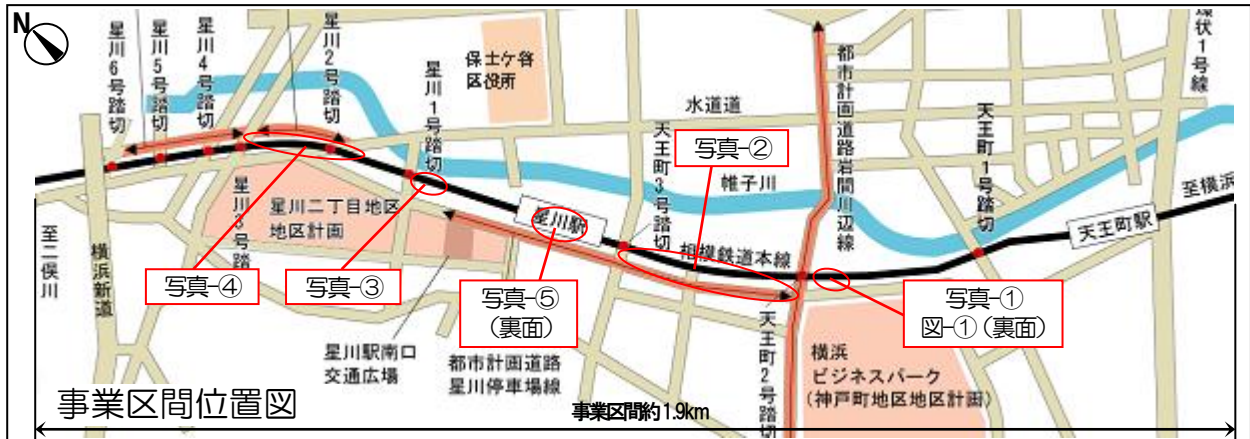 N
星川6号踏切
星川5号踏切
星川4号踏切
星川2号踏切
星川1号踏切
保土ケ谷
区役所
水道道
天王町3号踏切
写真-②
帷子川
都市計画道路岩間川辺線
天王町1号踏切
環状1号線
至横浜
天王町駅
星川3号踏切
星川二丁目地区
地区計画
星川駅
相模鉄道本線
至二俣川
横浜新道
写真-④
写真-③
写真-⑤
(裏面)
写真-①
図-①(裏面)
天王町2号踏切
星川駅南口
交通広場
都市計画道路
星川停車場線
横浜
ビジネスパーク
(神戸町地区地区計画)
事業区間位置図
事業区間約1.9km